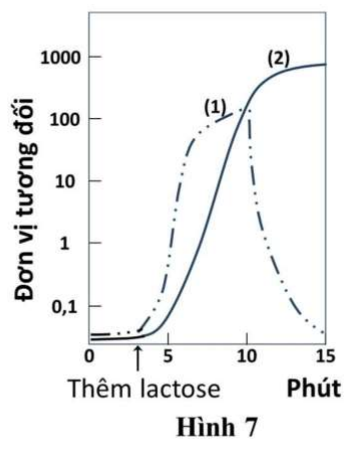 Đơn vị tương đối
1000
100
10
1
0,1
(1)
(2)
0
5
10
15
Thêm lactose
Phút
Hình 7